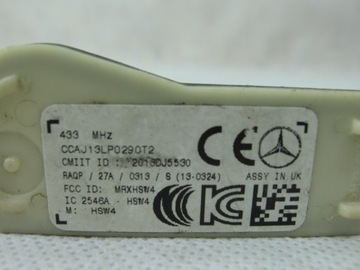 433 MHz
CCAJ13LP0290T2
CMIIT ID : 2013DJ5530
RAQP / 27A / 0313 / S (13-0324)
ASSY IN UK
FCC ID: MRXHSW4
IC 2546A - HSW4
M: HSW4